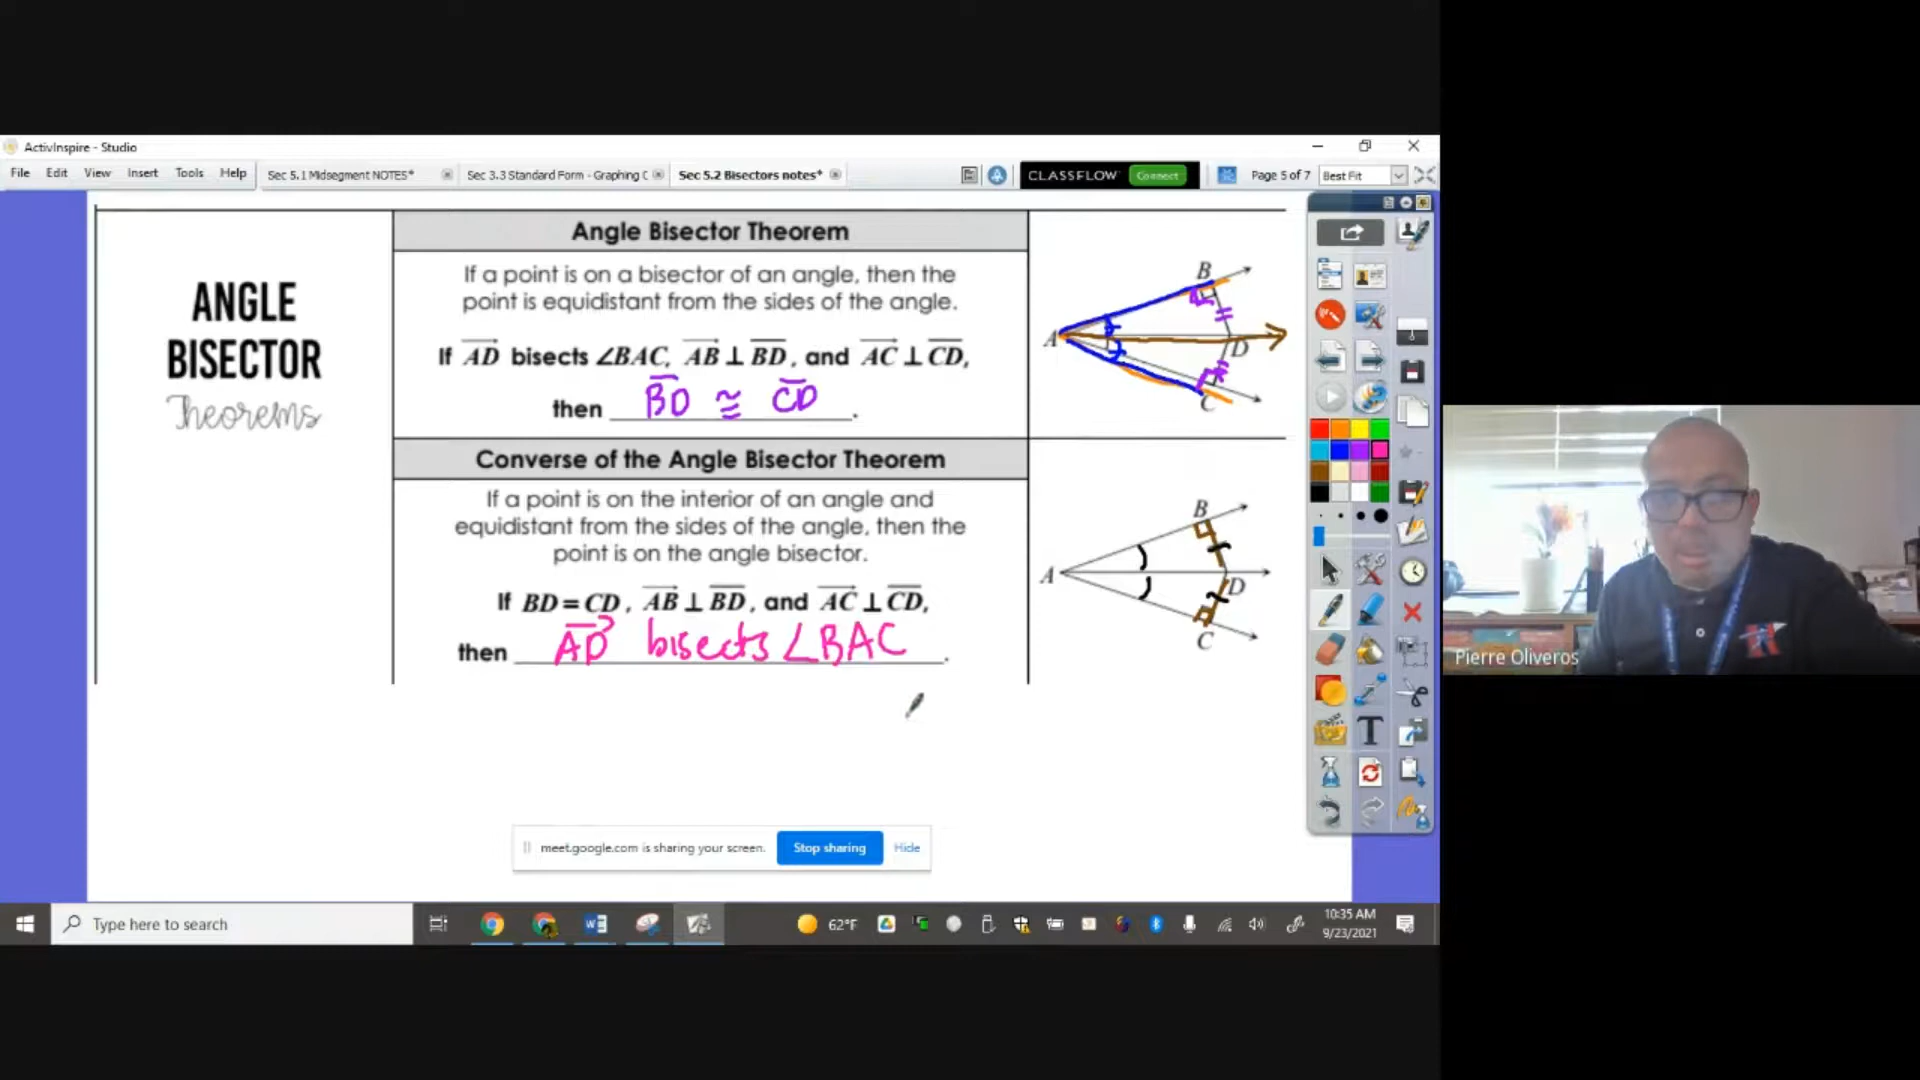 ActivInspire - Studio
File Edit View Insert Tools Help
Sec 5.1 Midsegment NOTES*
Sec 3.3 Standard Form - Graphing C
Sec 5.2 Bisectors notes*
CLASSFLOW Connect
Page 5 of 7
Best Fit
ANGLE
BISECTOR
Theorems
Angle Bisector Theorem
If a point is on a bisector of an angle, then the
point is equidistant from the sides of the angle.
If AD bisects ∠BAC, AB ⊥ BD, and AC ⊥ CD,
then BD ≅ CD.
B
A
D
C
Converse of the Angle Bisector Theorem
If a point is on the interior of an angle and
equidistant from the sides of the angle, then the
point is on the angle bisector.
If BD = CD, AB ⊥ BD, and AC ⊥ CD,
then AD bisects ∠BAC.
B
A
D
C
T
Pierre Oliveros
meet.google.com is sharing your screen. Stop sharing Hide
Type here to search
62°F
10:35 AM
9/23/2021